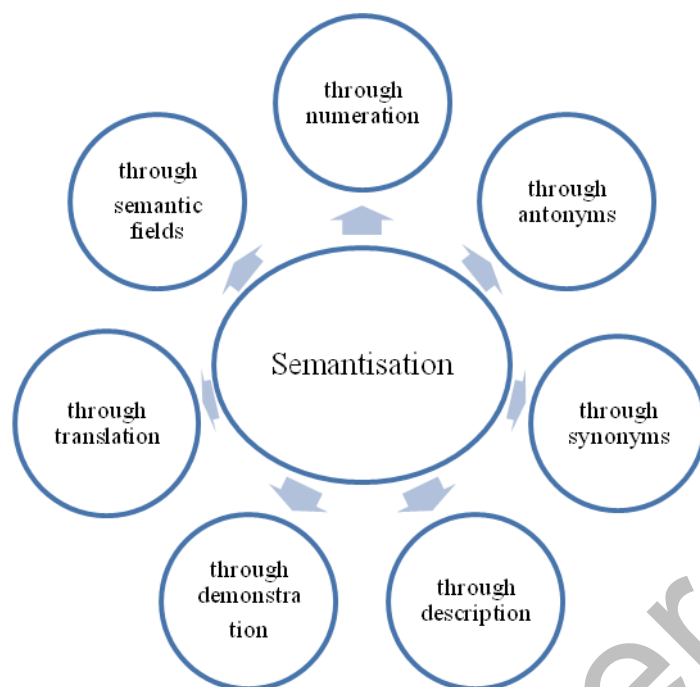 through
numeration
through
antonyms
through
semantic
fields
Semantisation
through
synonyms
through
translation
through
description
through
demonstra
tion